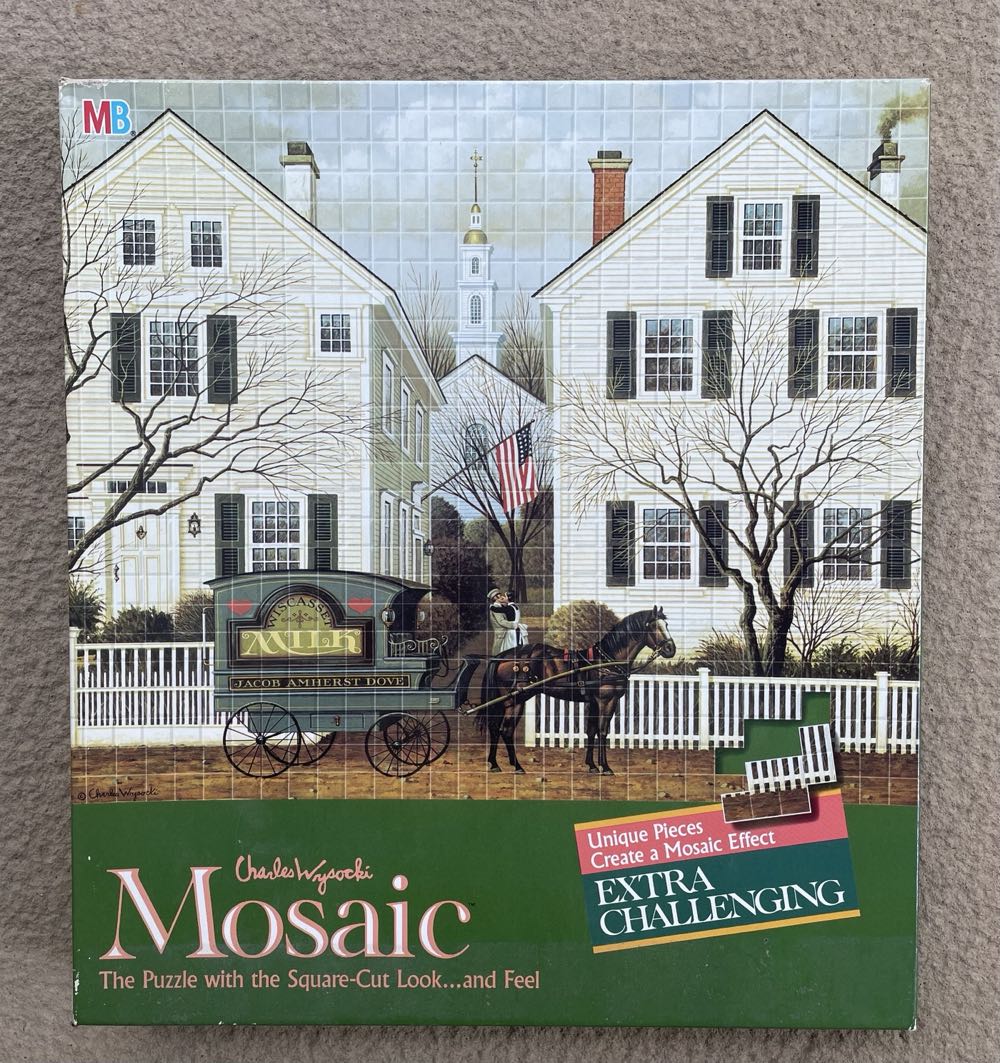 MB
WISCASSET
MILK
JACOB AMHERST DOVE
© Charles Wysocki
Charles Wysocki
Mosaic™
The Puzzle with the Square-Cut Look...and Feel
Unique Pieces
Create a Mosaic Effect
EXTRA
CHALLENGING